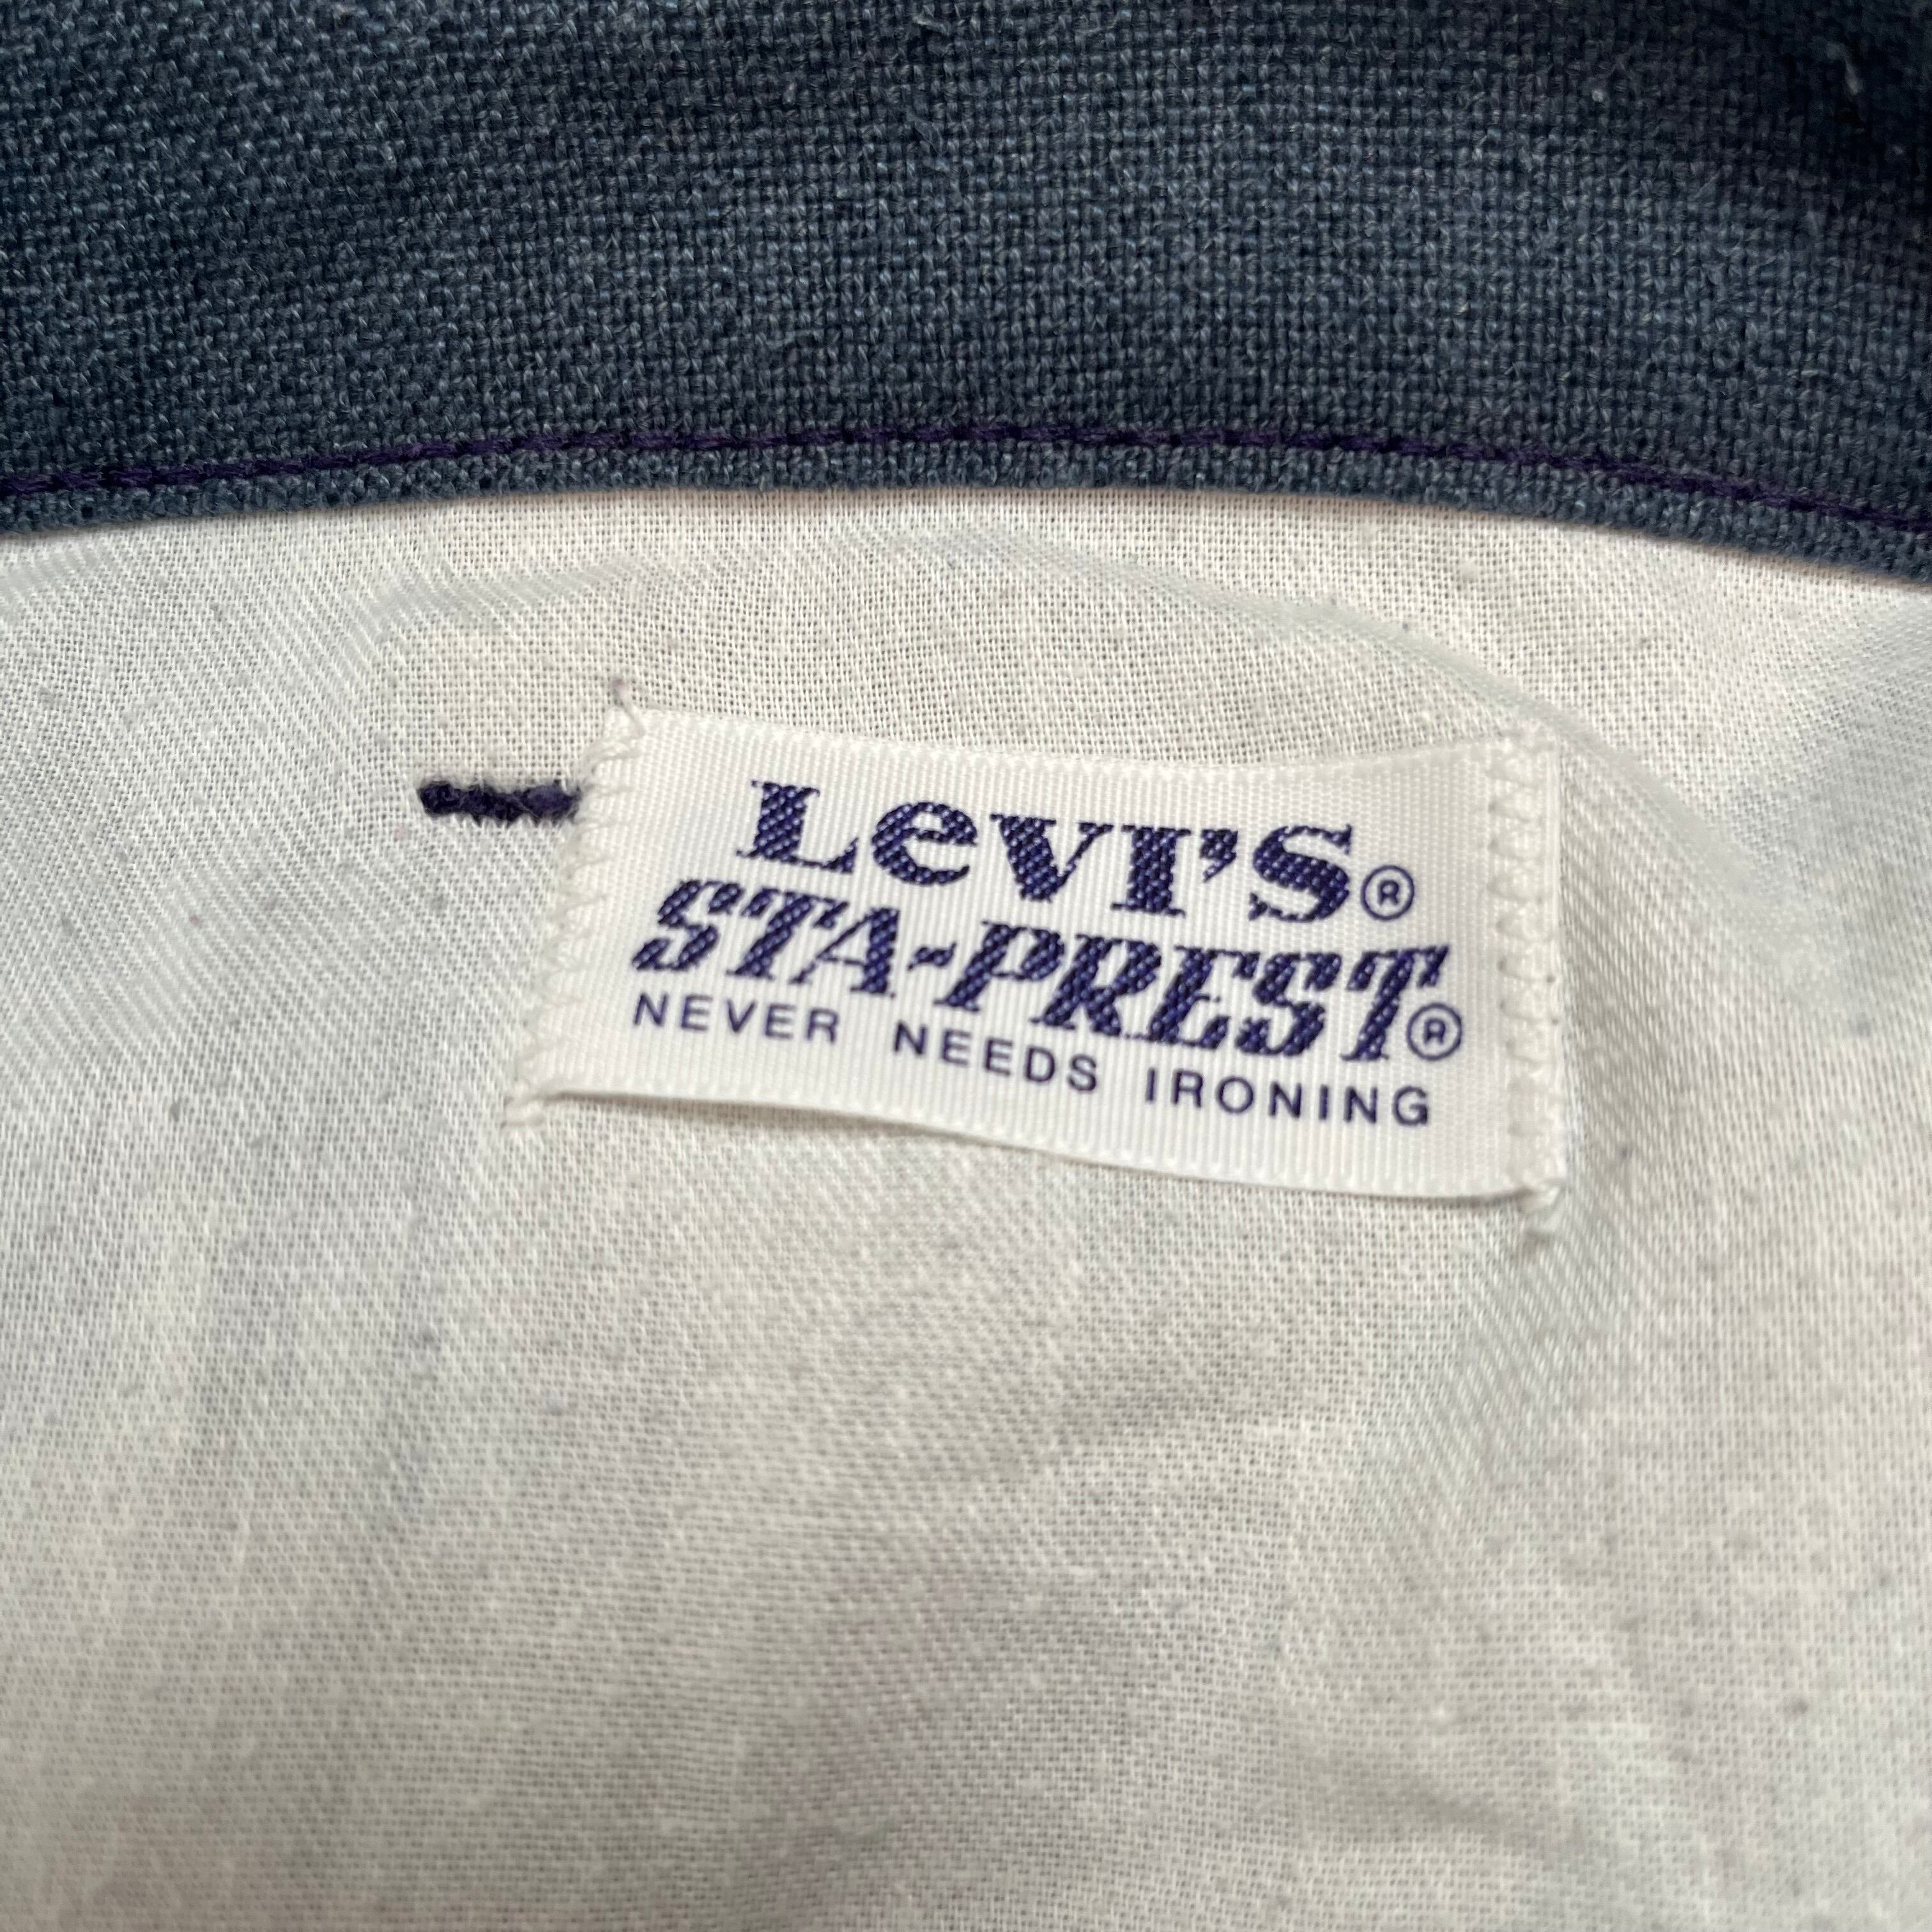 LeVI'S®
STA-PREST®
NEVER NEEDS IRONING